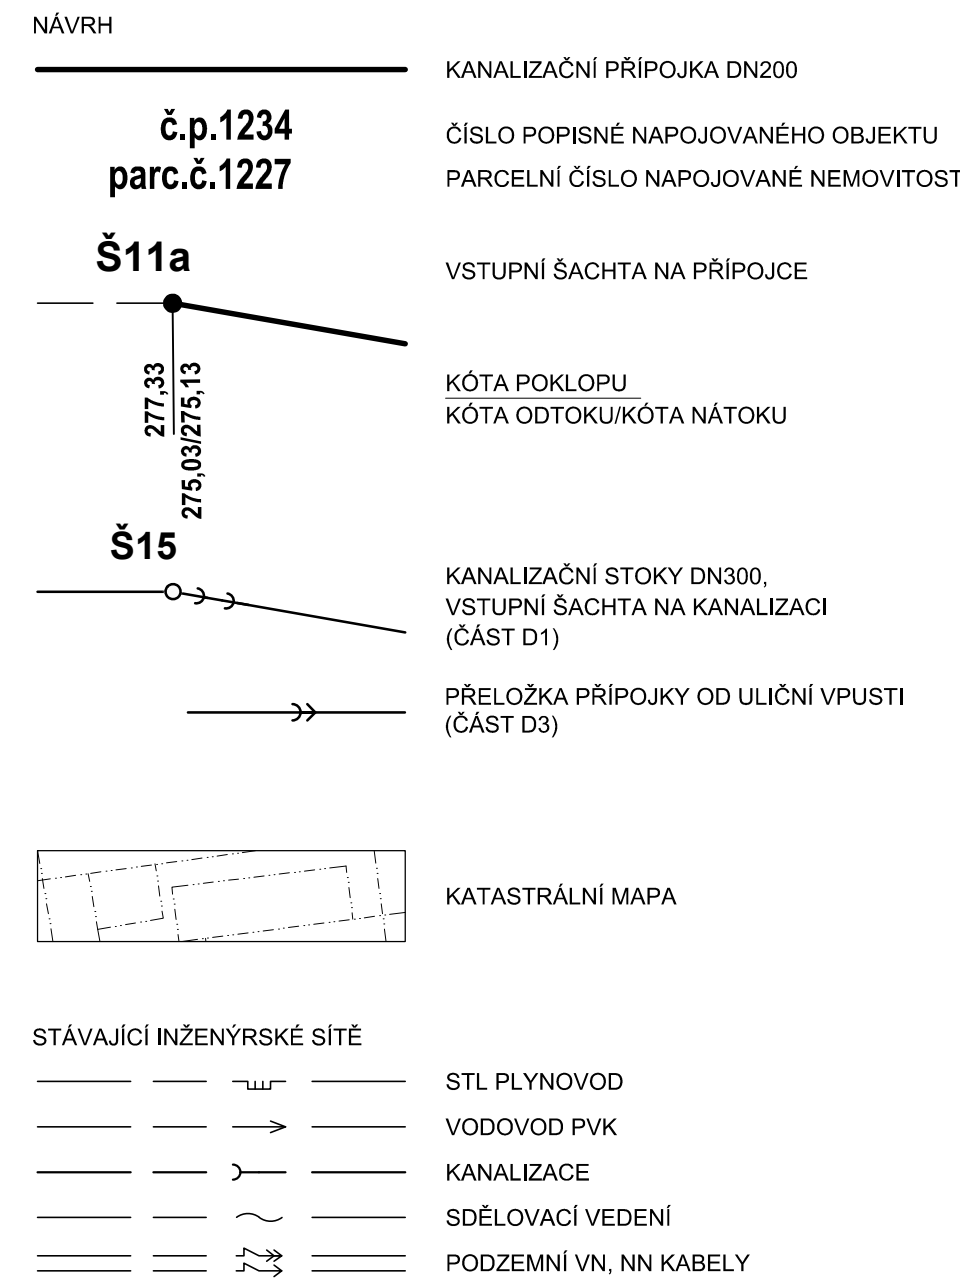 NÁVRH
KANALIZAČNÍ PŘÍPOJKA DN200
č.p.1234
ČÍSLO POPISNÉ NAPOJOVANÉHO OBJEKTU
parc.č.1227
PARCELNÍ ČÍSLO NAPOJOVANÉ NEMOVITOST
Š11a
VSTUPNÍ ŠACHTA NA PŘÍPOJCE
277,33
275,03/275,13
KÓTA POKLOPU
KÓTA ODTOKU/KÓTA NÁTOKU
Š15
KANALIZAČNÍ STOKY DN300,
VSTUPNÍ ŠACHTA NA KANALIZACI
(ČÁST D1)
PŘELOŽKA PŘÍPOJKY OD ULIČNÍ VPUSTI
(ČÁST D3)
KATASTRÁLNÍ MAPA
STÁVAJÍCÍ INŽENÝRSKÉ SÍTĚ
STL PLYNOVOD
VODOVOD PVK
KANALIZACE
SDĚLOVACÍ VEDENÍ
PODZEMNÍ VN, NN KABELY